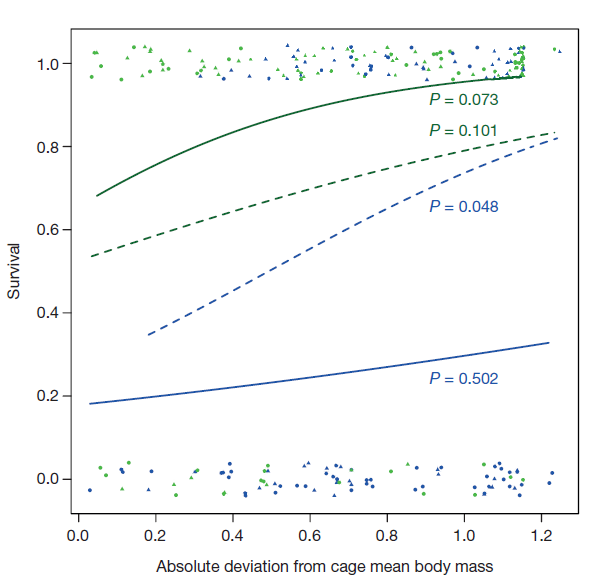 1.0
0.8
0.6
0.4
0.2
0.0
Survival
P = 0.073
P = 0.101
P = 0.048
P = 0.502
0.0 0.2 0.4 0.6 0.8 1.0 1.2
Absolute deviation from cage mean body mass